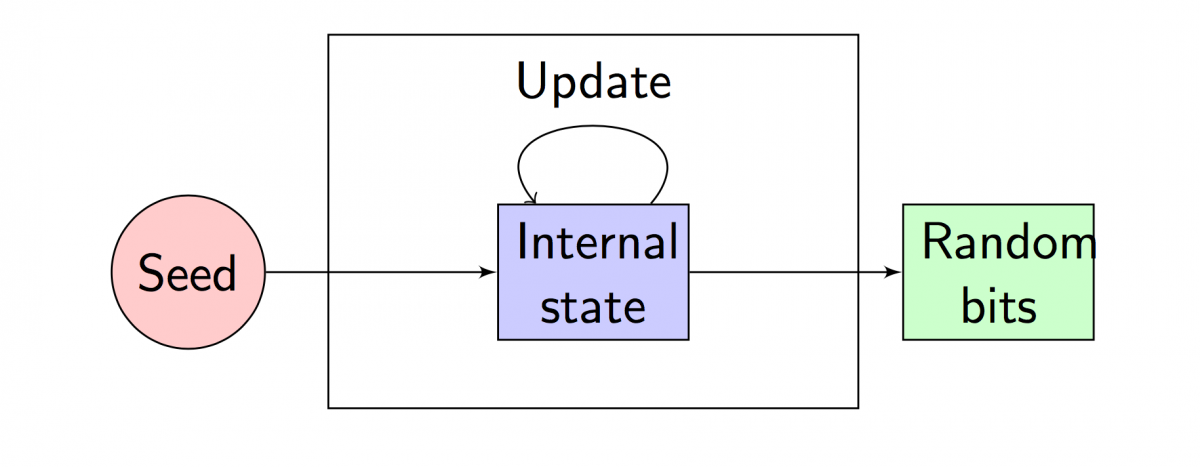 Update
Seed
Internal
state
Random
bits